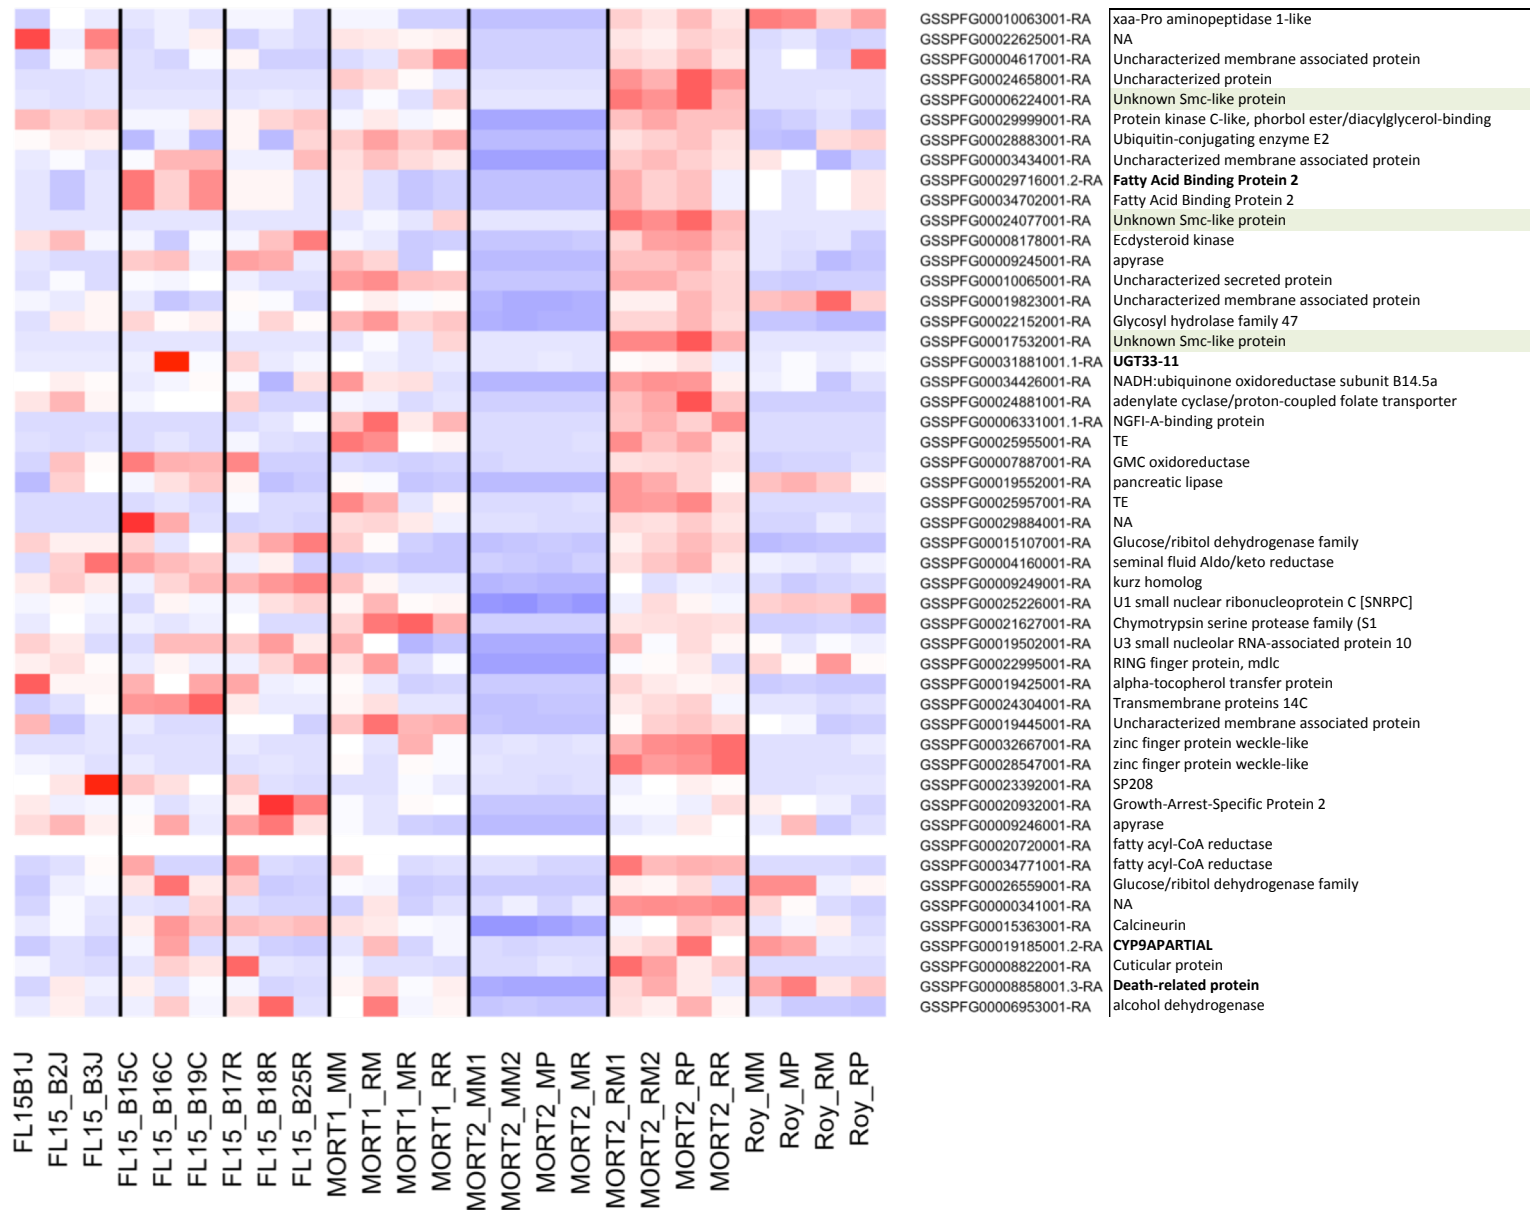 GSSPFG00010063001-RA xaa-Pro aminopeptidase 1-like
GSSPFG00022625001-RA NA
GSSPFG00004617001-RA Uncharacterized membrane associated protein
GSSPFG00024658001-RA Uncharacterized protein
GSSPFG00006224001-RA Unknown Smc-like protein
GSSPFG00029999001-RA Protein kinase C-like, phorbol ester/diacylglycerol-binding
GSSPFG00028883001-RA Ubiquitin-conjugating enzyme E2
GSSPFG00003434001-RA Uncharacterized membrane associated protein
GSSPFG00029716001.2-RA Fatty Acid Binding Protein 2
GSSPFG00034702001-RA Fatty Acid Binding Protein 2
GSSPFG00024077001-RA Unknown Smc-like protein
GSSPFG00008178001-RA Ecdysteroid kinase
GSSPFG00009245001-RA apyrase
GSSPFG00010065001-RA Uncharacterized secreted protein
GSSPFG00019823001-RA Uncharacterized membrane associated protein
GSSPFG00022152001-RA Glycosyl hydrolase family 47
GSSPFG00017532001-RA Unknown Smc-like protein
GSSPFG00031881001.1-RA UGT33-11
GSSPFG00034426001-RA NADH:ubiquinone oxidoreductase subunit B14.5a
GSSPFG00024881001-RA adenylate cyclase/proton-coupled folate transporter
GSSPFG00006331001.1-RA NGFI-A-binding protein
GSSPFG00025955001-RA TE
GSSPFG00007887001-RA GMC oxidoreductase
GSSPFG00019552001-RA pancreatic lipase
GSSPFG00025957001-RA TE
GSSPFG00029884001-RA NA
GSSPFG00015107001-RA Glucose/ribitol dehydrogenase family
GSSPFG00004160001-RA seminal fluid Aldo/keto reductase
GSSPFG00009249001-RA kurz homolog
GSSPFG00025226001-RA U1 small nuclear ribonucleoprotein C [SNRPC]
GSSPFG00021627001-RA Chymotrypsin serine protease family (S1
GSSPFG00019502001-RA U3 small nucleolar RNA-associated protein 10
GSSPFG00022995001-RA RING finger protein, mdlc
GSSPFG00019425001-RA alpha-tocopherol transfer protein
GSSPFG00024304001-RA Transmembrane proteins 14C
GSSPFG00019445001-RA Uncharacterized membrane associated protein
GSSPFG00032667001-RA zinc finger protein weckle-like
GSSPFG00028547001-RA zinc finger protein weckle-like
GSSPFG00023392001-RA SP208
GSSPFG00020932001-RA Growth-Arrest-Specific Protein 2
GSSPFG00009246001-RA apyrase
GSSPFG00020720001-RA fatty acyl-CoA reductase
GSSPFG00034771001-RA fatty acyl-CoA reductase
GSSPFG00026559001-RA Glucose/ribitol dehydrogenase family
GSSPFG00000341001-RA NA
GSSPFG00015363001-RA Calcineurin
GSSPFG00019185001.2-RA CYP9APARTIAL
GSSPFG00008822001-RA Cuticular protein
GSSPFG00008858001.3-RA Death-related protein
GSSPFG00006953001-RA alcohol dehydrogenase
FL15B1J
FL15_B2J
FL15_B3J
FL15_B15C
FL15_B16C
FL15_B19C
FL15_B17R
FL15_B18R
FL15_B25R
MORT1_MM
MORT1_RM
MORT1_MR
MORT1_RR
MORT2_MM1
MORT2_MM2
MORT2_MP
MORT2_MR
MORT2_RM1
MORT2_RM2
MORT2_RP
MORT2_RR
Roy_MM
Roy_MP
Roy_RM
Roy_RP